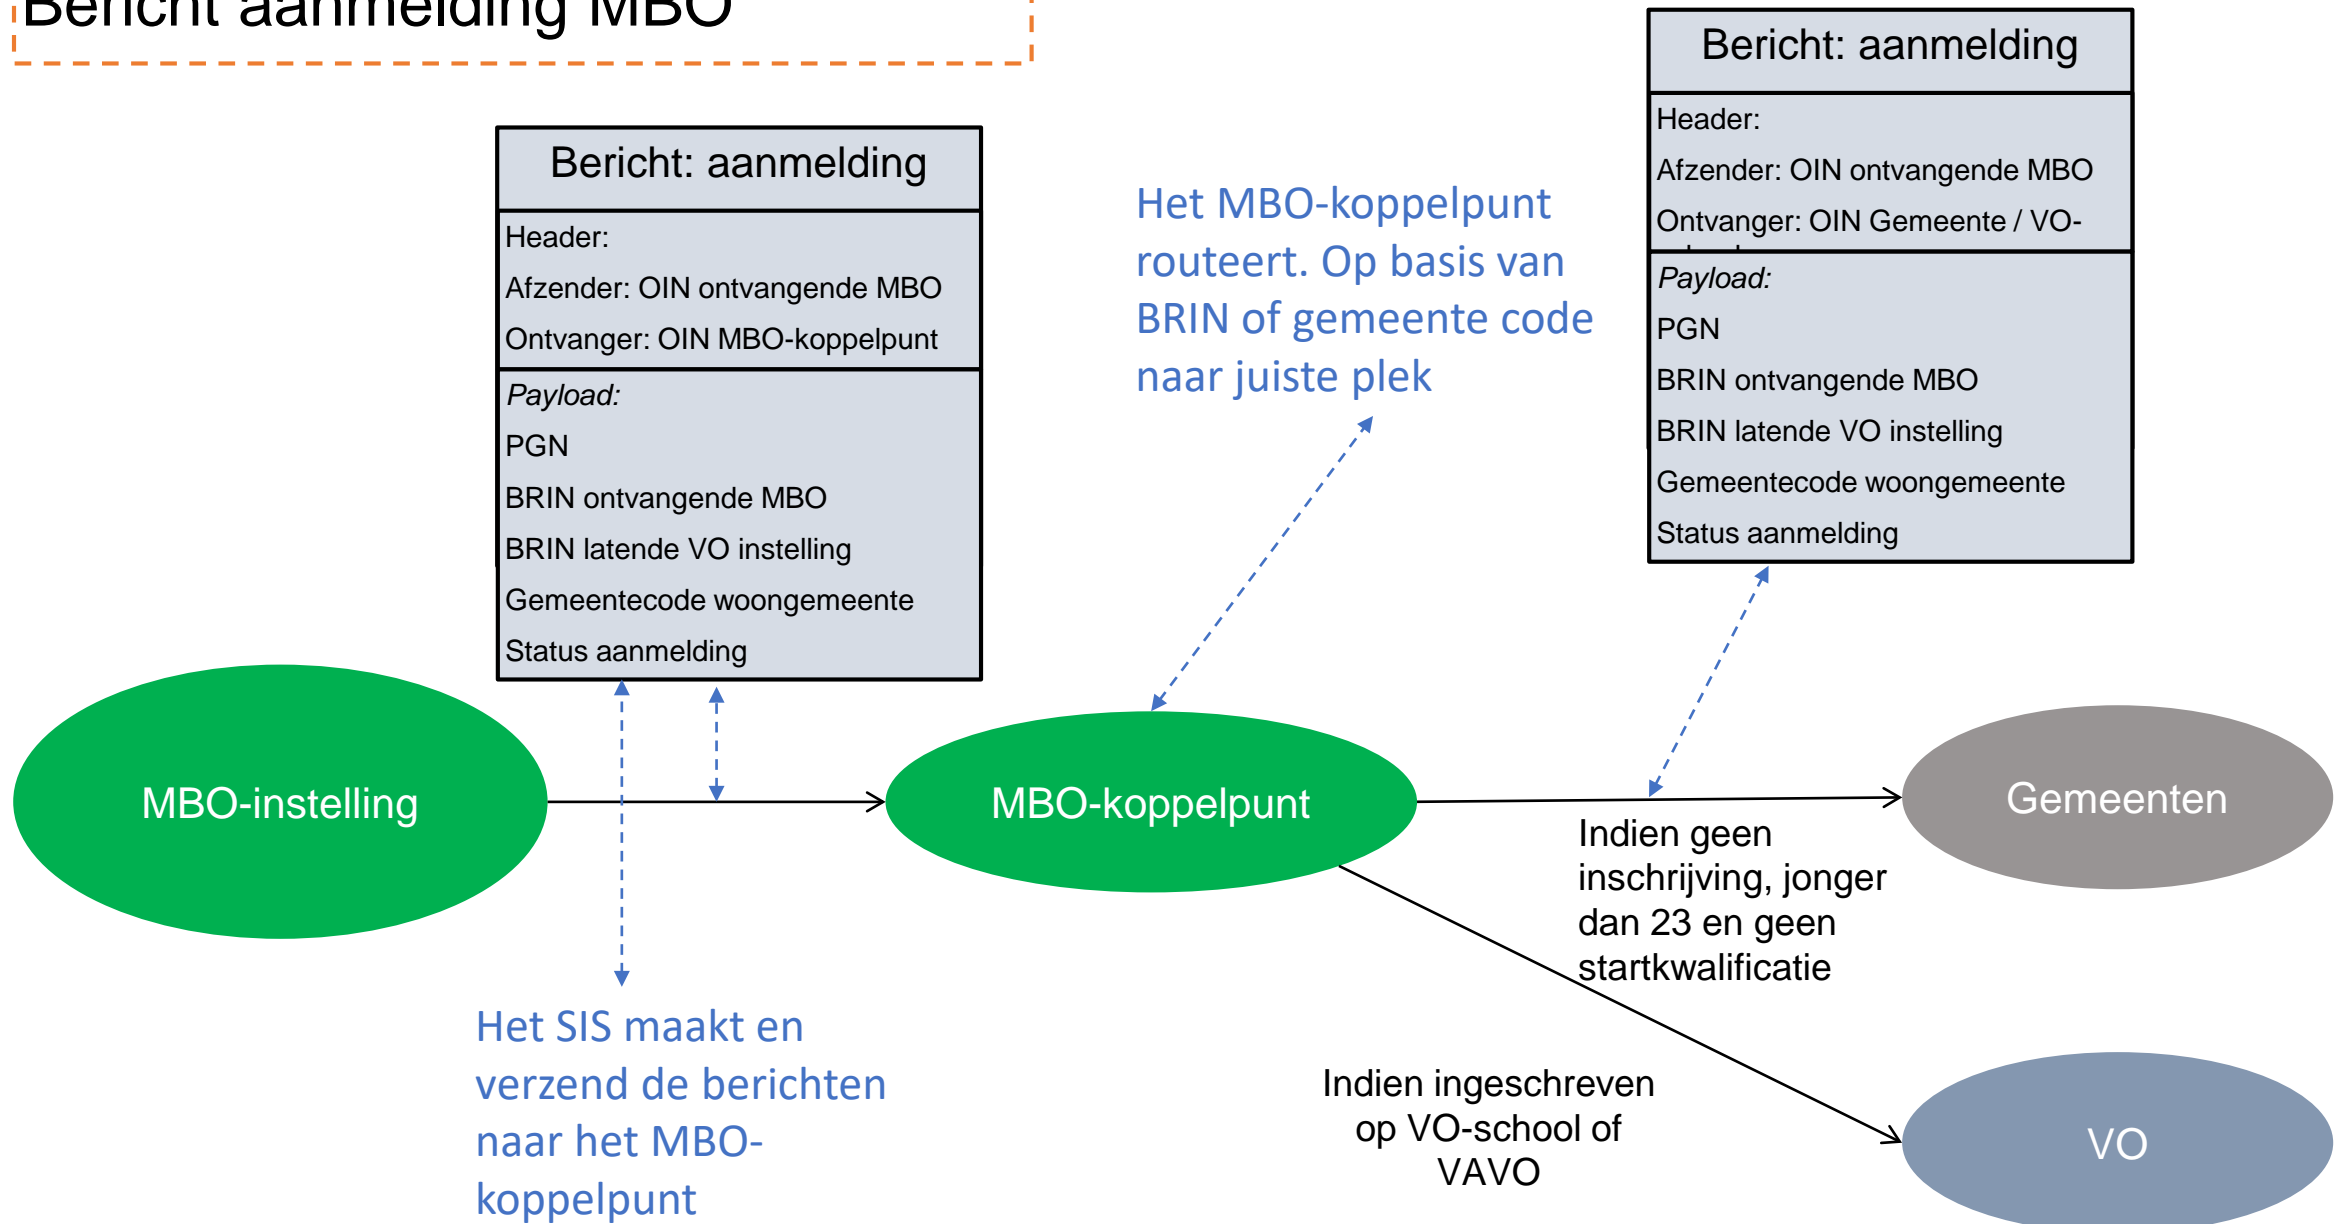 Bericht aanmelding MBO
Bericht: aanmelding
Header:
Afzender: OIN ontvangende MBO
Ontvanger: OIN MBO-koppelpunt
Payload:
PGN
BRIN ontvangende MBO
BRIN latende VO instelling
Gemeentecode woongemeente
Status aanmelding
Het MBO-koppelpunt
routeert. Op basis van
BRIN of gemeente code
naar juiste plek
Bericht: aanmelding
Header:
Afzender: OIN ontvangende MBO
Ontvanger: OIN Gemeente / VO-
Payload:
PGN
BRIN ontvangende MBO
BRIN latende VO instelling
Gemeentecode woongemeente
Status aanmelding
MBO-instelling
MBO-koppelpunt
Gemeenten
Indien geen
inschrijving, jonger
dan 23 en geen
startkwalificatie
Het SIS maakt en
verzend de berichten
naar het MBO-
koppelpunt
Indien ingeschreven
op VO-school of
VAVO
VO